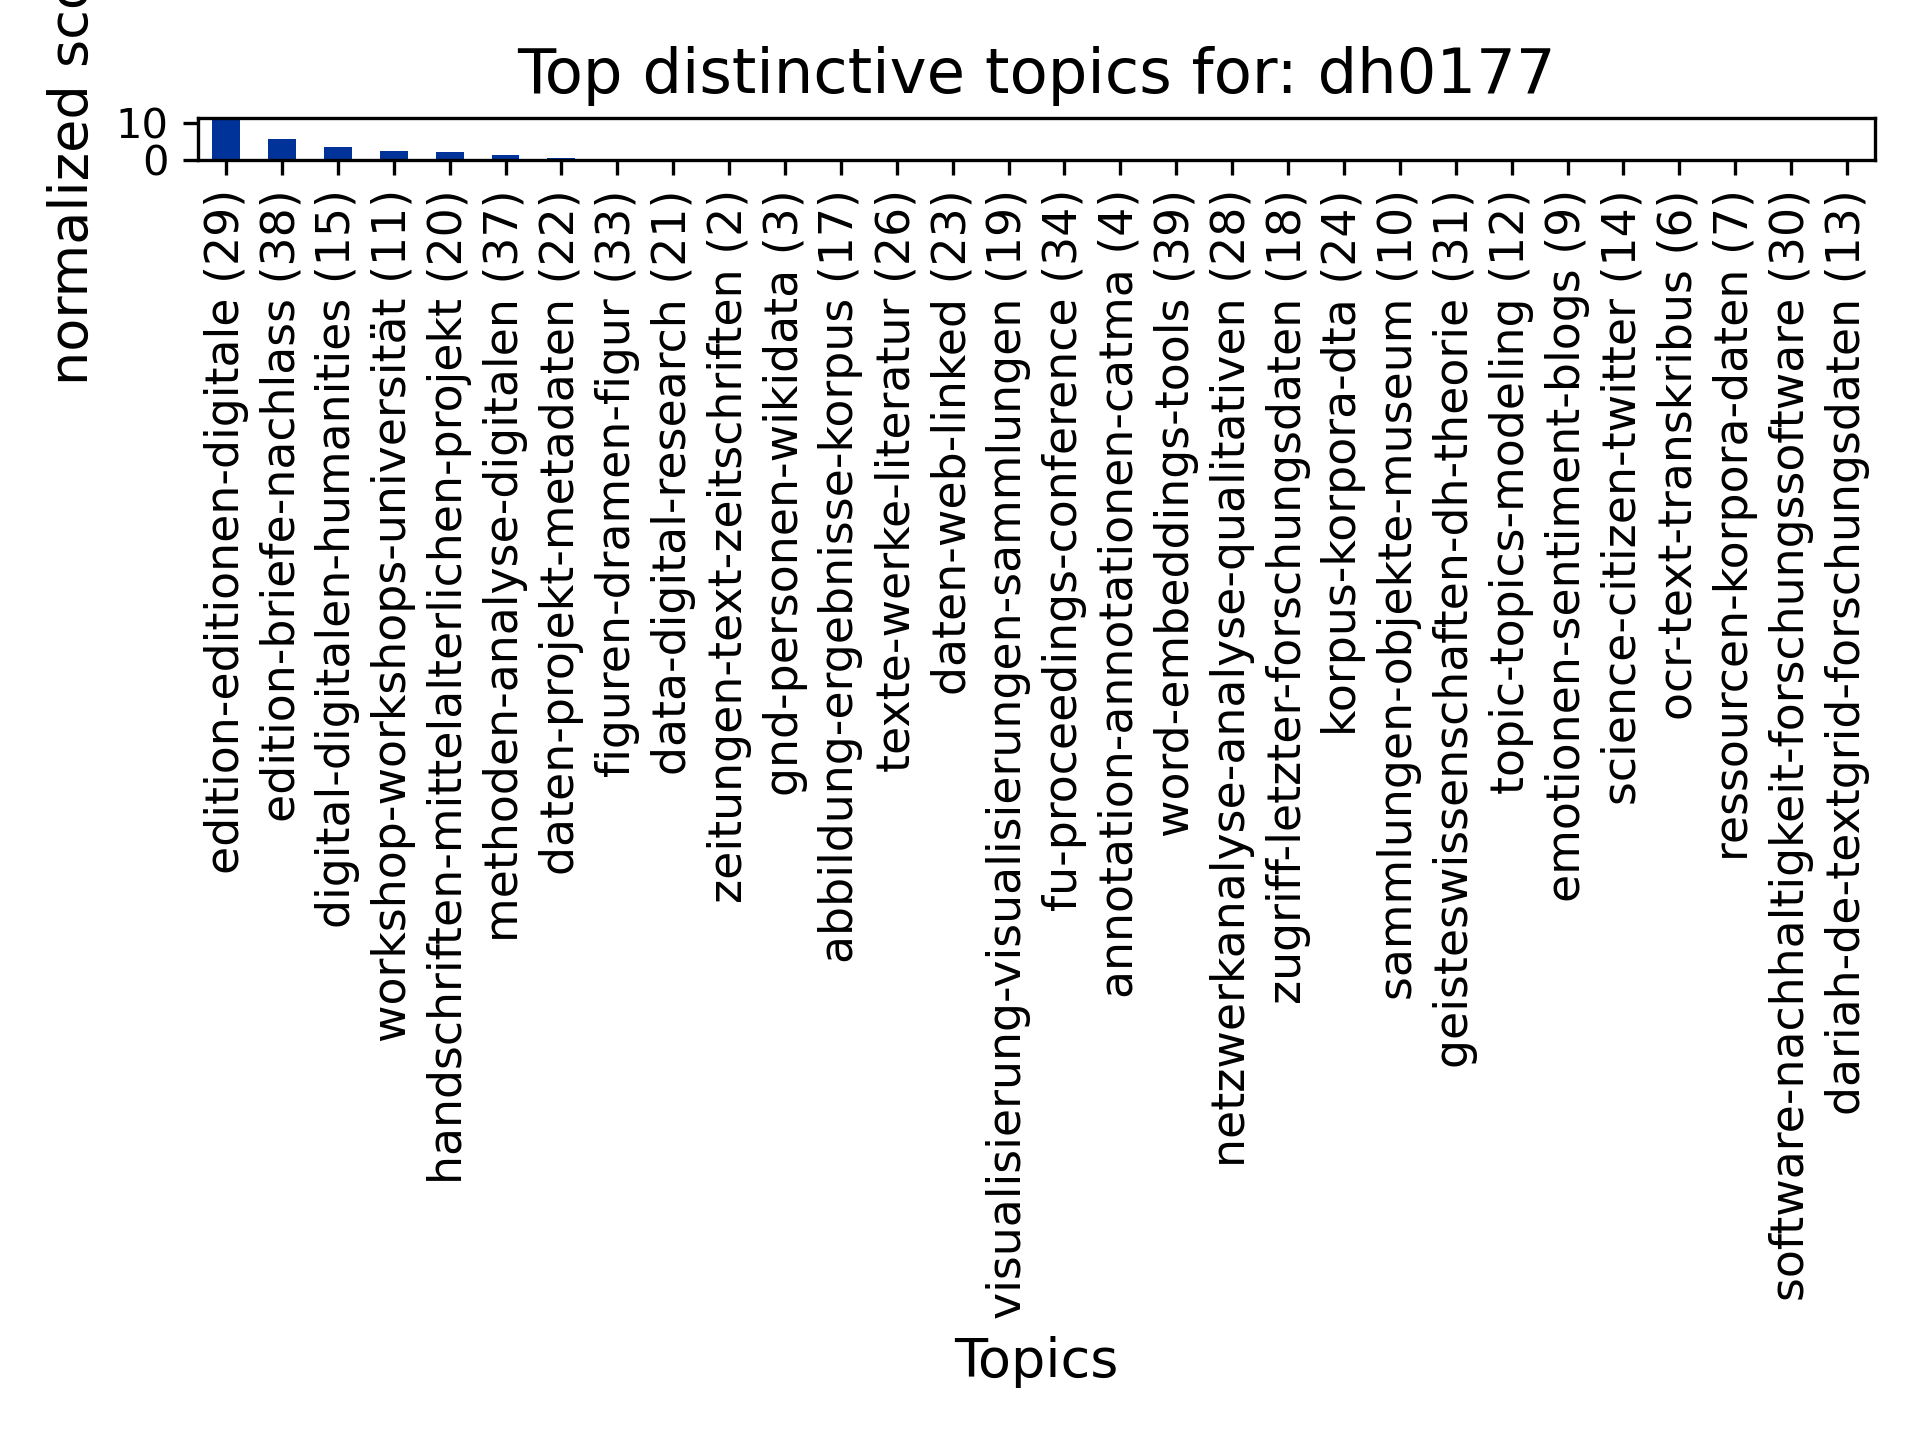 Top distinctive topics for: dh0177
normalized sco
10
0
edition-editionen-digitale (29)
edition-briefe-nachlass (38)
digital-digitalen-humanities (15)
workshop-workshops-universität (11)
handschriften-mittelalterlichen-projekt (20)
methoden-analyse-digitalen (37)
daten-projekt-metadaten (22)
figuren-dramen-figur (33)
data-digital-research (21)
zeitungen-text-zeitschriften (2)
gnd-personen-wikidata (3)
abbildung-ergebnisse-korpus (17)
texte-werke-literatur (26)
daten-web-linked (23)
visualisierung-visualisierungen-sammlungen (19)
fu-proceedings-conference (34)
annotation-annotationen-catma (4)
word-embeddings-tools (39)
netzwerkanalyse-analyse-qualitativen (28)
zugriff-letzter-forschungsdaten (18)
korpus-korpora-dta (24)
sammlungen-objekte-museum (10)
geisteswissenschaften-dh-theorie (31)
topic-topics-modeling (12)
emotionen-sentiment-blogs (9)
science-citizen-twitter (14)
ocr-text-transkribus (6)
ressourcen-korpora-daten (7)
software-nachhaltigkeit-forschungssoftware (30)
dariah-de-textgrid-forschungsdaten (13)
Topics